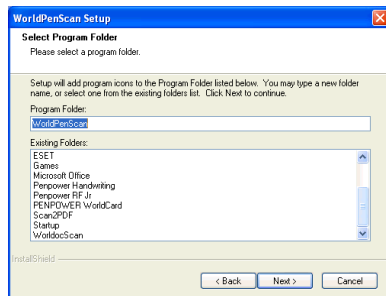 WorldPenScan Setup
Select Program Folder
Please select a program folder.
Setup will add program icons to the Program Folder listed below. You may type a new folder
name, or select one from the existing folders list. Click Next to continue.
Program Folder:
WorldPenScan
Existing Folders:
ESET
Games
Microsoft Office
Penpower Handwriting
Penpower RF Jr
PENPOWER WorldCard
Scan2PDF
Startup
WorldocScan
InstallShield
< Back Next > Cancel